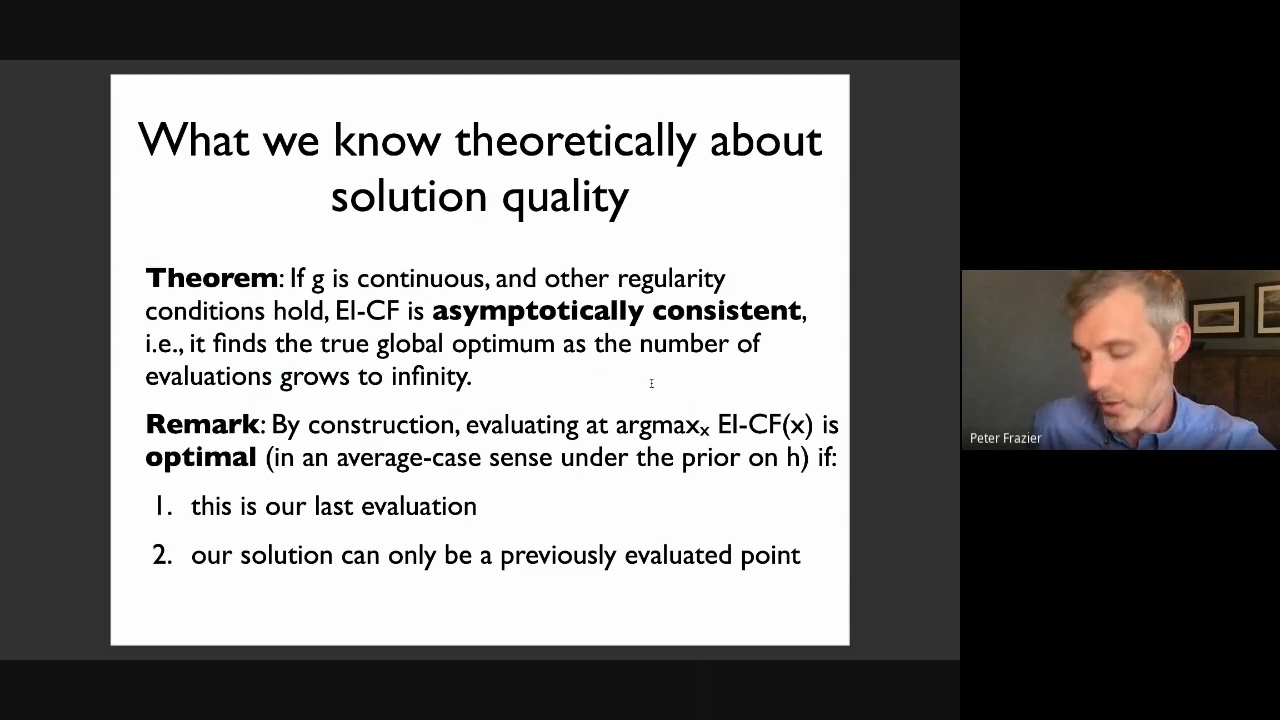 What we know theoretically about
solution quality
Theorem: If g is continuous, and other regularity
conditions hold, EI-CF is asymptotically consistent,
i.e., it finds the true global optimum as the number of
evaluations grows to infinity.
Remark: By construction, evaluating at argmaxₓ EI-CF(x) is
optimal (in an average-case sense under the prior on h) if:
1. this is our last evaluation
2. our solution can only be a previously evaluated point
Peter Frazier